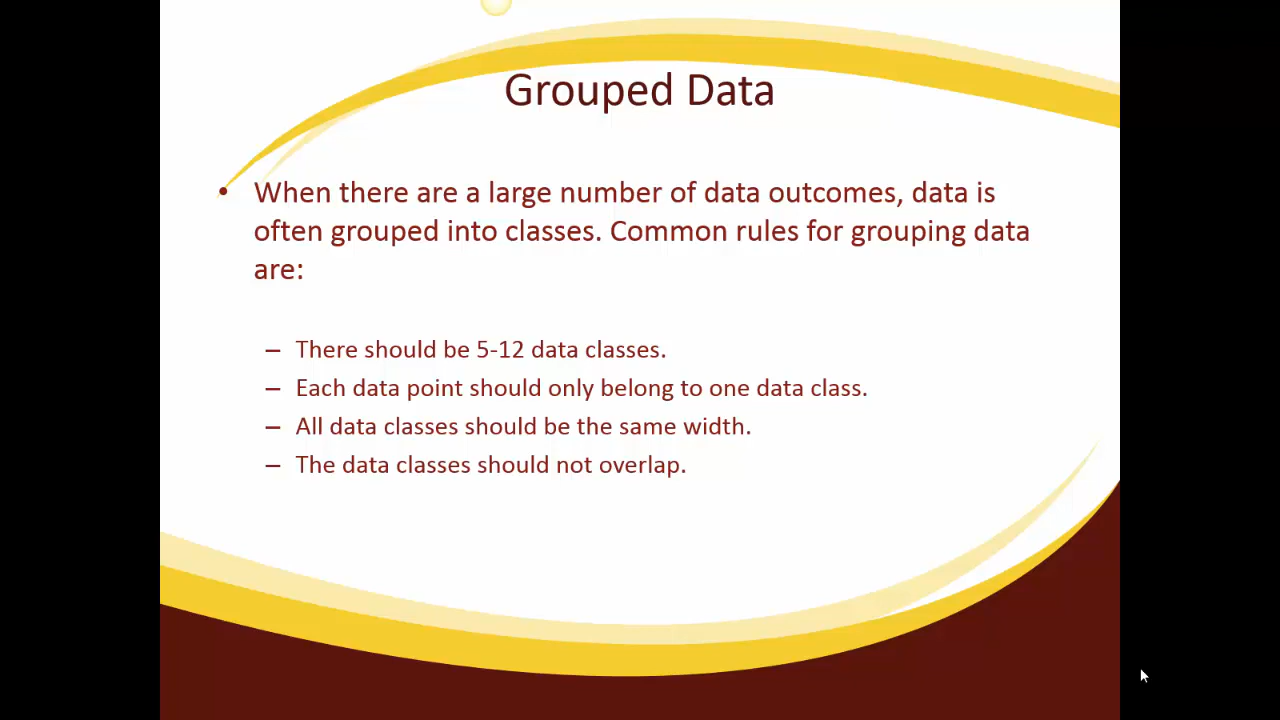 Grouped Data
• When there are a large number of data outcomes, data is
often grouped into classes. Common rules for grouping data
are:
– There should be 5-12 data classes.
– Each data point should only belong to one data class.
– All data classes should be the same width.
– The data classes should not overlap.